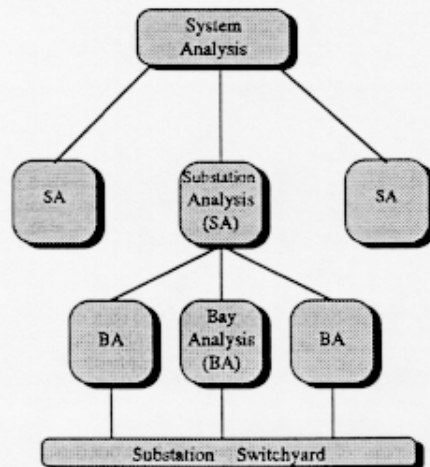 System
Analysis
SA
Substation
Analysis
(SA)
SA
BA
Bay
Analysis
(BA)
BA
Substation Switchyard